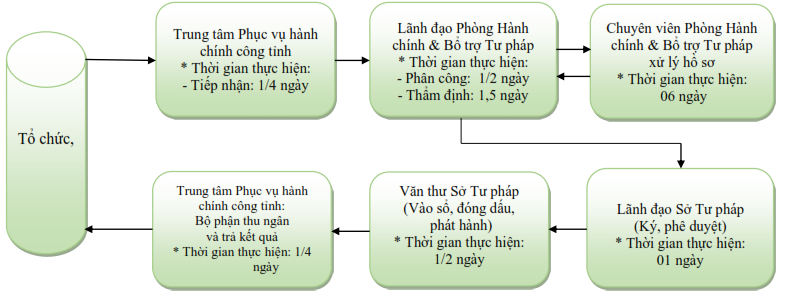 Tổ chức,
Trung tâm Phục vụ hành
chính công tỉnh
* Thời gian thực hiện:
- Tiếp nhận: 1/4 ngày
Lãnh đạo Phòng Hành
chính & Bổ trợ Tư pháp
* Thời gian thực hiện:
- Phân công: 1/2 ngày
- Thẩm định: 1,5 ngày
Chuyên viên Phòng Hành
chính & Bổ trợ Tư pháp
xử lý hồ sơ
* Thời gian thực hiện:
06 ngày
Lãnh đạo Sở Tư pháp
(Ký, phê duyệt)
* Thời gian thực hiện:
01 ngày
Văn thư Sở Tư pháp
(Vào sổ, đóng dấu,
phát hành)
* Thời gian thực hiện:
1/2 ngày
Trung tâm Phục vụ hành
chính công tỉnh:
Bộ phận thu ngân
và trả kết quả
* Thời gian thực hiện: 1/4
ngày